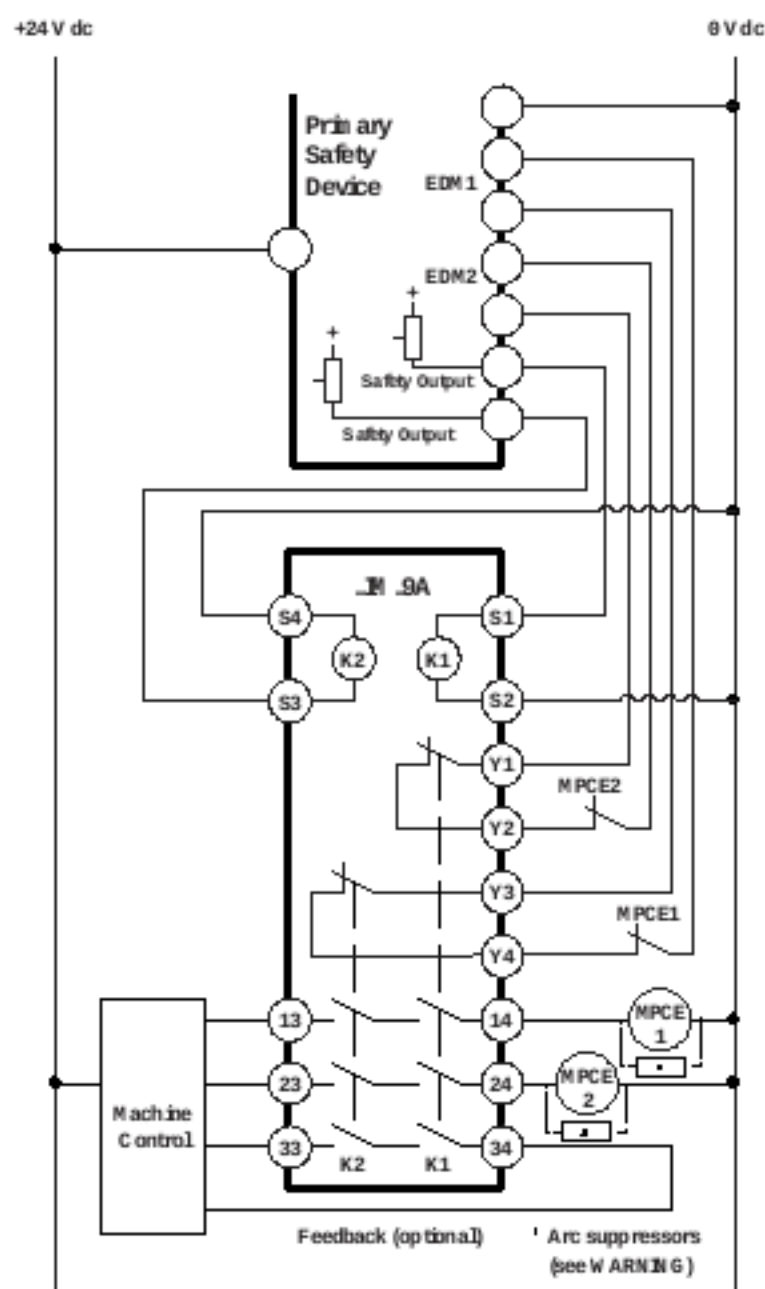 +24 V dc
0 V dc
Primary
Safety
Device
EDM1
EDM2
+
+
Safety Output
Safety Output
S4
S1
K2
K1
S3
S2
Y1
MPCE2
Y2
Y3
MPCE1
Y4
13
14
MPCE
1
23
24
MPCE
2
Machine
Control
33
34
K2
K1
Feedback (optional)
' Arc suppressors
(see WARNING)